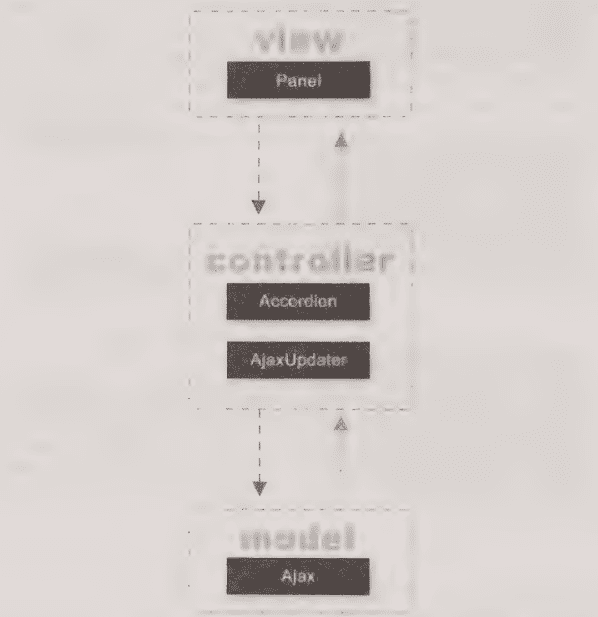 view
Panel
controller
Accordion
AjaxUpdater
model
Ajax